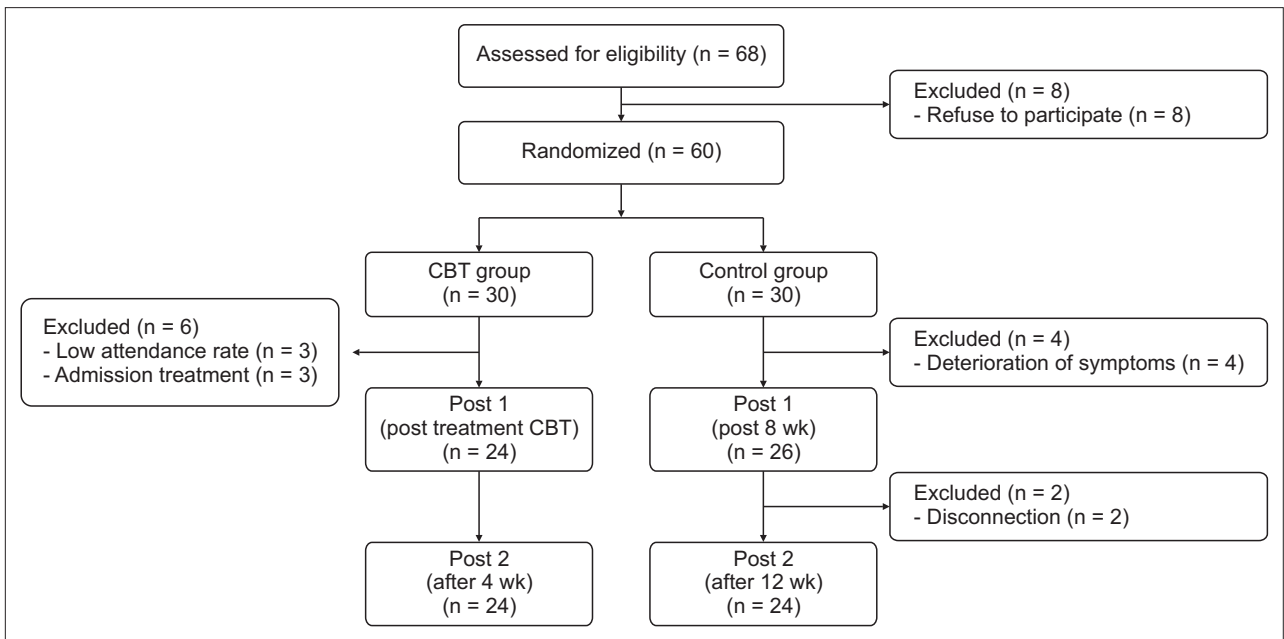 Assessed for eligibility (n = 68)
Excluded (n = 8)
- Refuse to participate (n = 8)
Randomized (n = 60)
CBT group
(n = 30)
Control group
(n = 30)
Excluded (n = 6)
- Low attendance rate (n = 3)
- Admission treatment (n = 3)
Excluded (n = 4)
- Deterioration of symptoms (n = 4)
Post 1
(post treatment CBT)
(n = 24)
Post 1
(post 8 wk)
(n = 26)
Excluded (n = 2)
- Disconnection (n = 2)
Post 2
(after 4 wk)
(n = 24)
Post 2
(after 12 wk)
(n = 24)